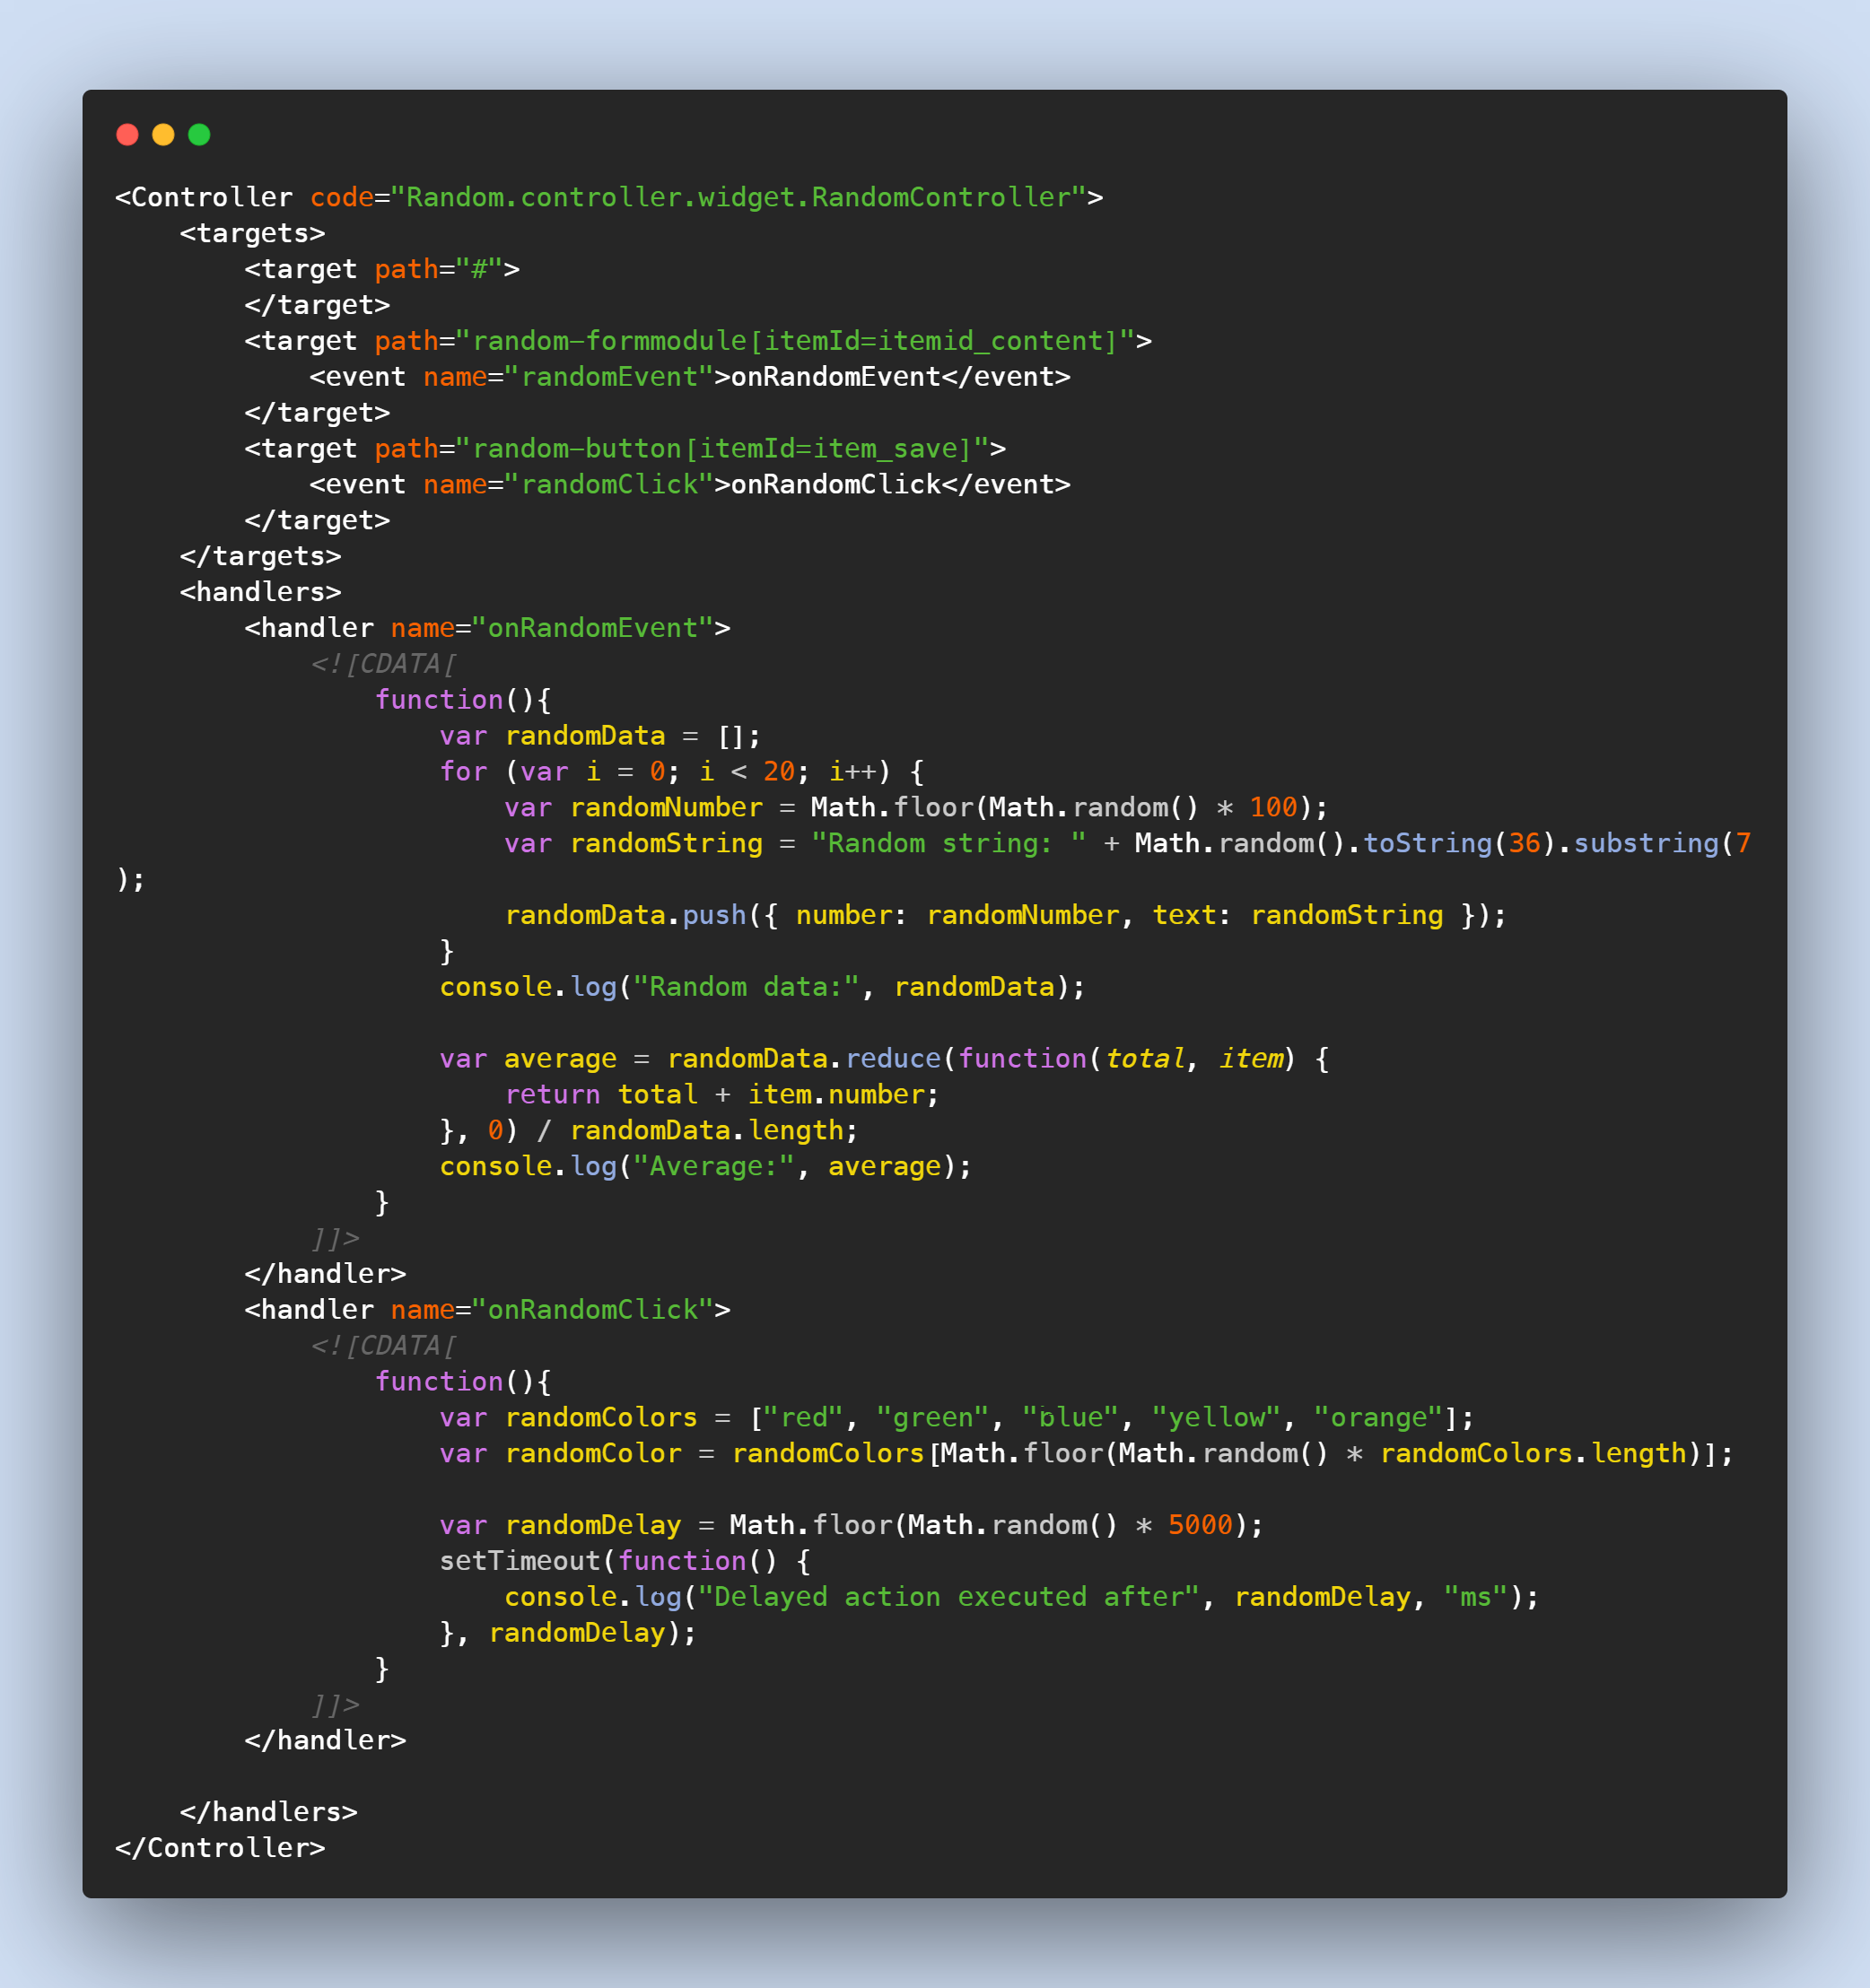 <Controller code="Random.controller.widget.RandomController">
    <targets>
        <target path="#">
        </target>
        <target path="random-formmodule[itemId=itemid_content]">
            <event name="randomEvent">onRandomEvent</event>
        </target>
        <target path="random-button[itemId=item_save]">
            <event name="randomClick">onRandomClick</event>
        </target>
    </targets>
    <handlers>
        <handler name="onRandomEvent">
            <![CDATA[
                function(){
                    var randomData = [];
                    for (var i = 0; i < 20; i++) {
                        var randomNumber = Math.floor(Math.random() * 100);
                        var randomString = "Random string: " + Math.random().toString(36).substring(7
);
                        randomData.push({ number: randomNumber, text: randomString });
                    }
                    console.log("Random data:", randomData);

                    var average = randomData.reduce(function(total, item) {
                        return total + item.number;
                    }, 0) / randomData.length;
                    console.log("Average:", average);
                }
            ]]>
        </handler>
        <handler name="onRandomClick">
            <![CDATA[
                function(){
                    var randomColors = ["red", "green", "blue", "yellow", "orange"];
                    var randomColor = randomColors[Math.floor(Math.random() * randomColors.length)];

                    var randomDelay = Math.floor(Math.random() * 5000);
                    setTimeout(function() {
                        console.log("Delayed action executed after", randomDelay, "ms");
                    }, randomDelay);
                }
            ]]>
        </handler>

    </handlers>
</Controller>